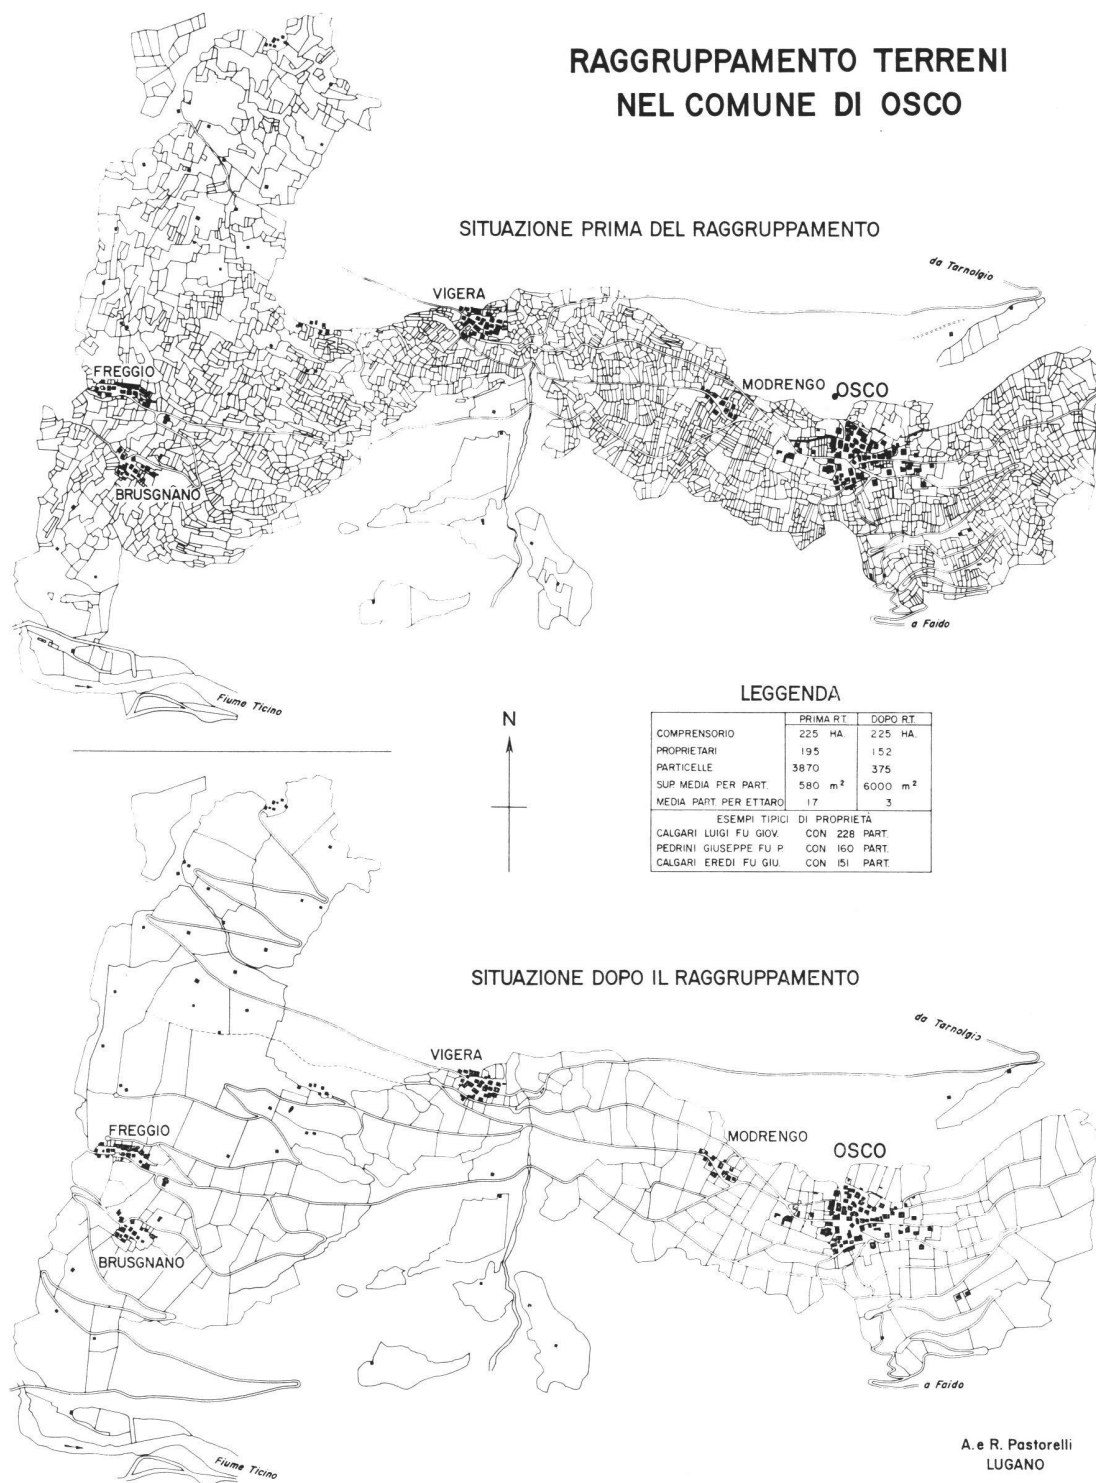 RAGGRUPPAMENTO TERRENI
NEL COMUNE DI OSCO
SITUAZIONE PRIMA DEL RAGGRUPPAMENTO
da Tarnolgio
VIGERA
FREGGIO
MODRENGO
OSCO
BRUSGNANO
a Faido
Fiume Ticino
LEGGENDA
PRIMA R.T. DOPO R.T.
COMPRENSORIO 225 HA. 225 HA.
PROPRIETARI 195 152
PARTICELLE 3870 375
SUP MEDIA PER PART. 580 m² 6000 m²
MEDIA PART. PER ETTARO 17 3
ESEMPI TIPICI DI PROPRIETÀ
CALGARI LUIGI FU GIOV. CON 228 PART.
PEDRINI GIUSEPPE FU P. CON 160 PART.
CALGARI EREDI FU GIU. CON 151 PART.
N
SITUAZIONE DOPO IL RAGGRUPPAMENTO
da Tarnolgio
VIGERA
FREGGIO
MODRENGO
OSCO
BRUSGNANO
a Faido
Fiume Ticino
A. e R. Pastorelli
LUGANO